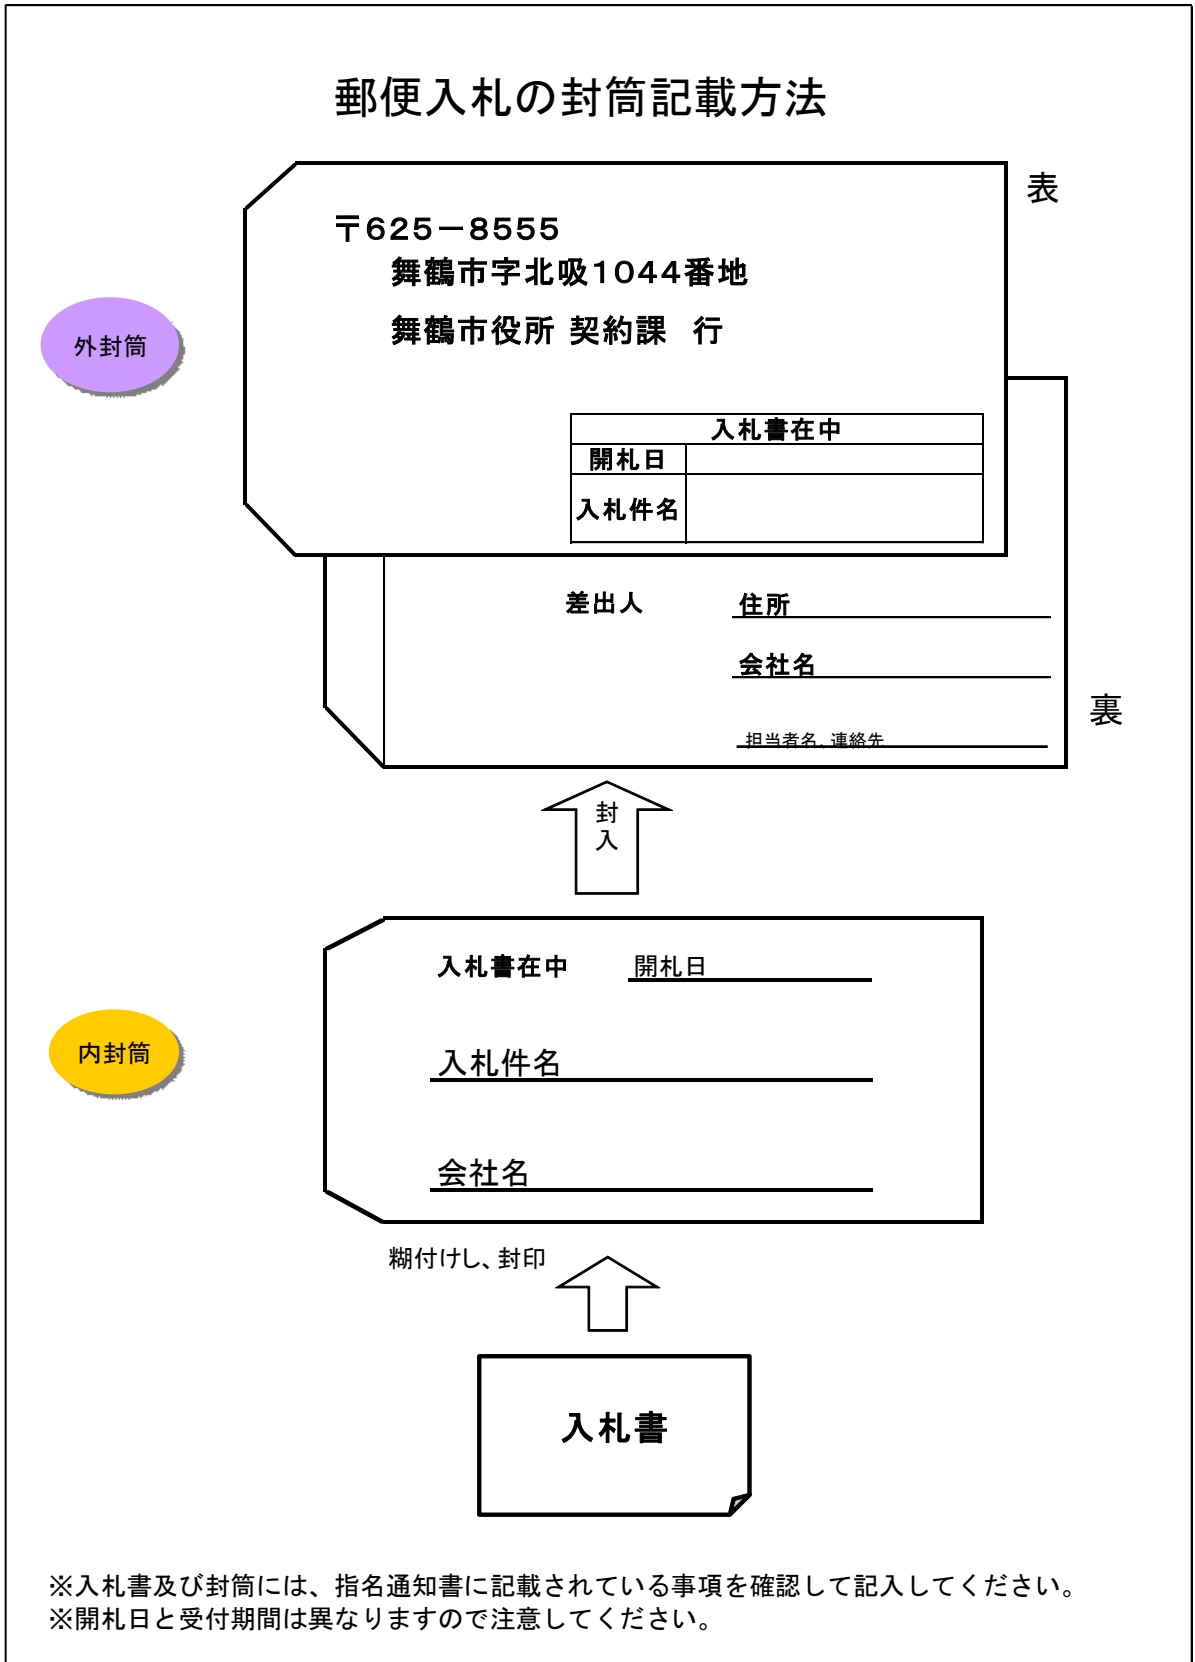 郵便入札の封筒記載方法
表
〒625－8555
舞鶴市字北吸1044番地
舞鶴市役所 契約課　行
外封筒
入札書在中
開札日
入札件名
差出人
住所
会社名
裏
担当者名、連絡先
封入
入札書在中
開札日
内封筒
入札件名
会社名
糊付けし、封印
入札書
※入札書及び封筒には、指名通知書に記載されている事項を確認して記入してください。
※開札日と受付期間は異なりますので注意してください。